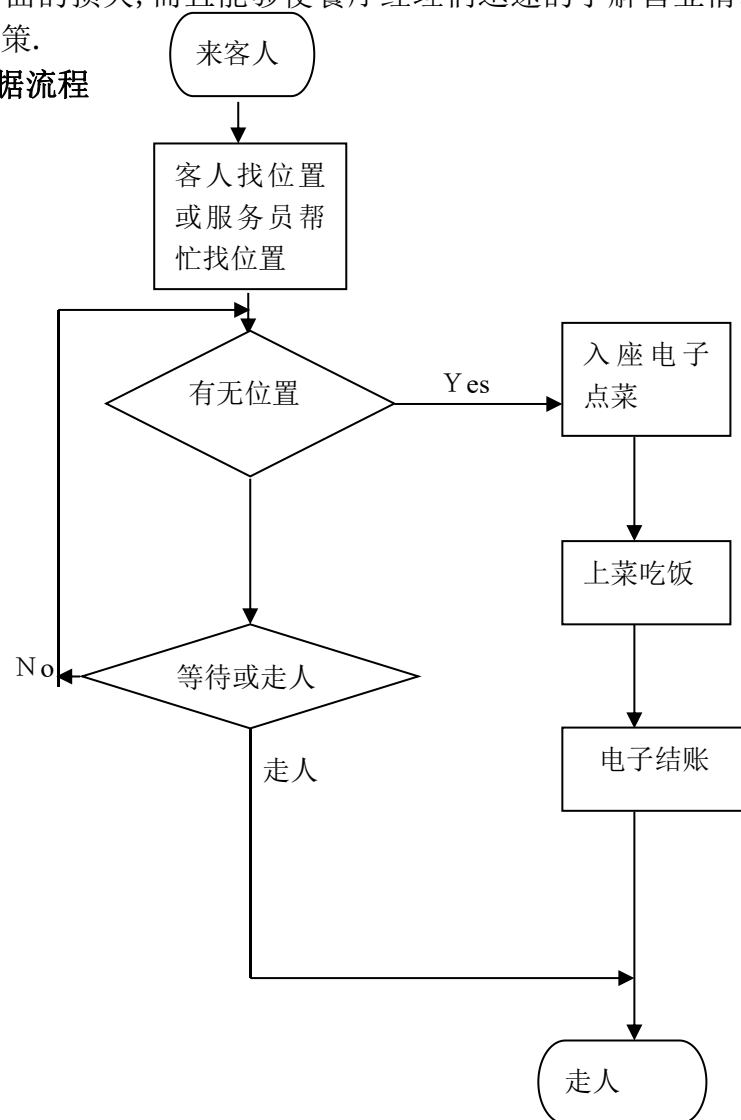 面的损失,而且能够使餐厅经理们迅速的了解营业情
策.
据流程
来客人
客人找位置
或服务员帮
忙找位置
有无位置
Yes
入座电子
点菜
上菜吃饭
No
等待或走人
电子结账
走人
走人